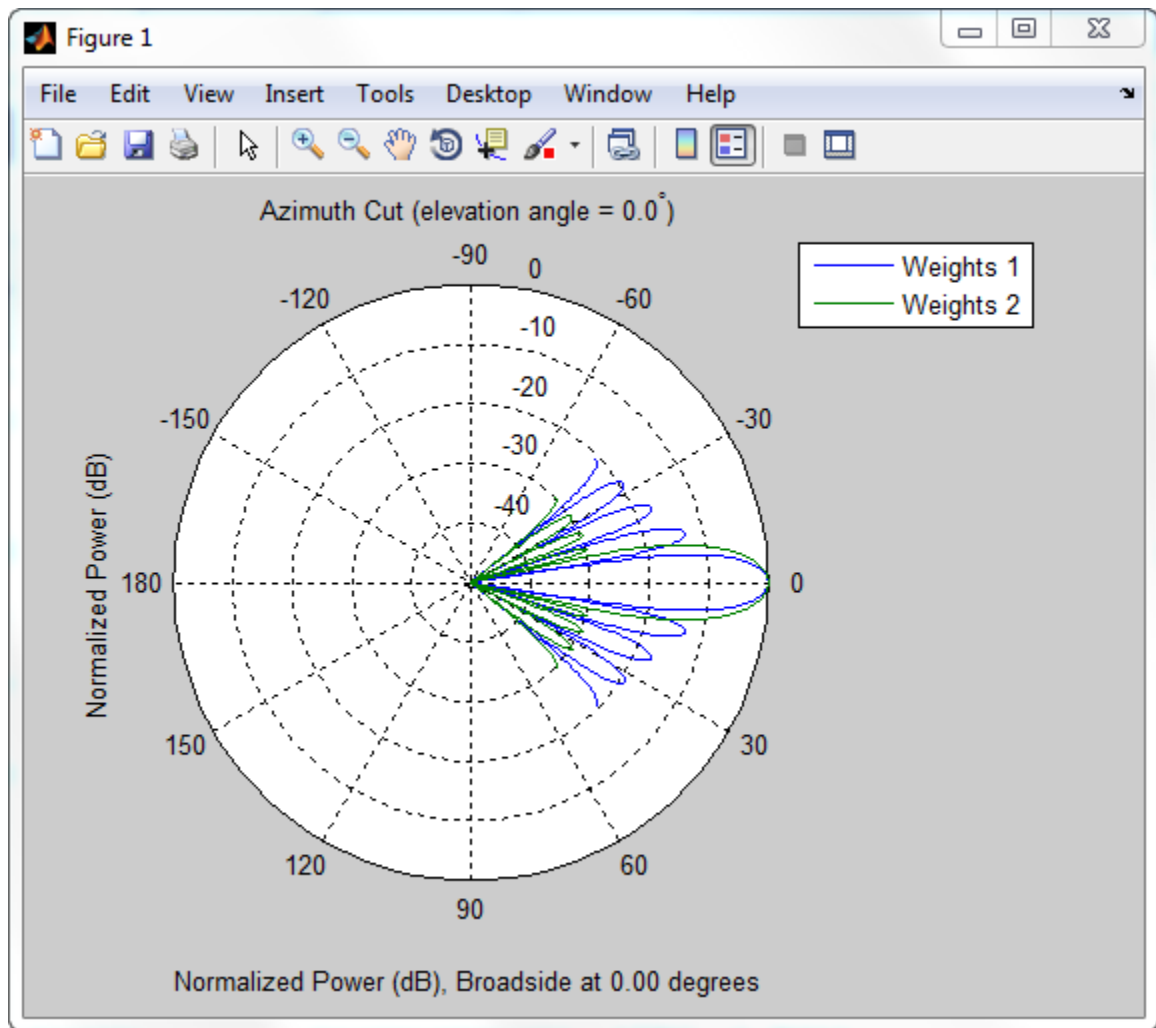 Figure 1
File Edit View Insert Tools Desktop Window Help
Azimuth Cut (elevation angle = 0.0°)
Weights 1
Weights 2
-90
0
-120
-60
-10
-20
-150
-30
-30
-40
Normalized Power (dB)
180
0
150
30
120
60
90
Normalized Power (dB), Broadside at 0.00 degrees